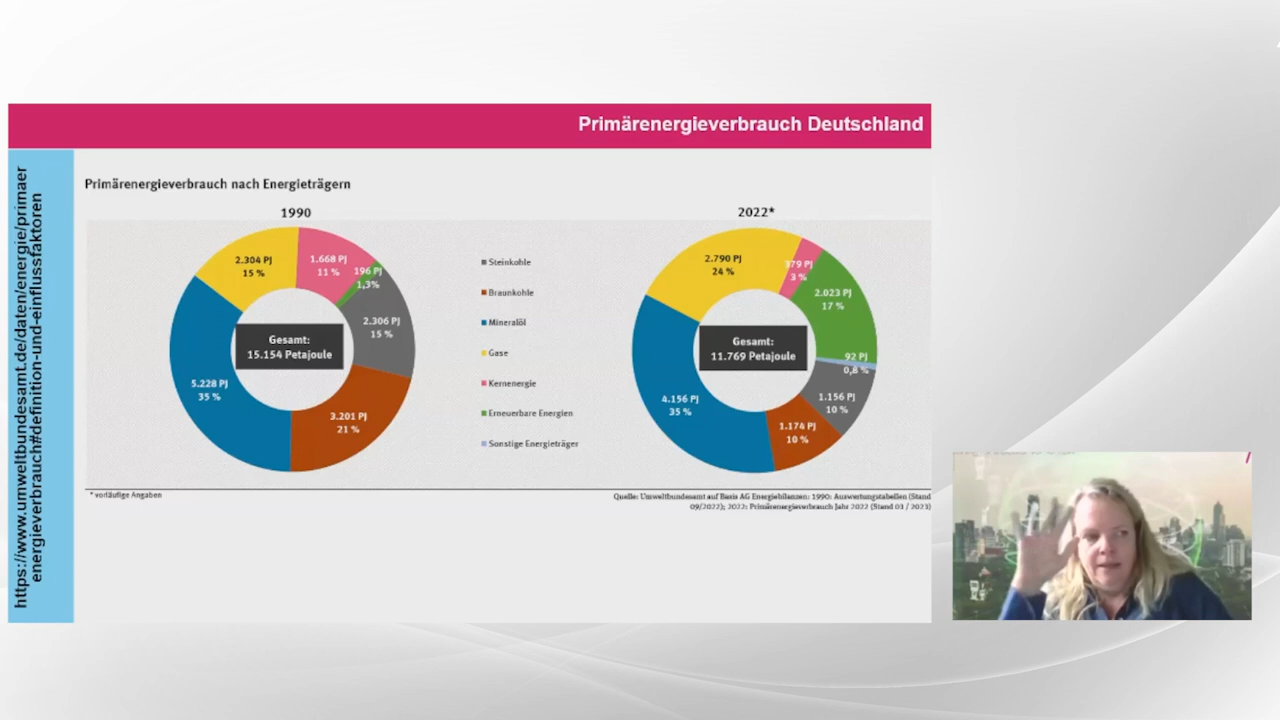 Primärenergieverbrauch Deutschland
https://www.umweltbundesamt.de/daten/energie/primaer
energieverbrauch#definition-und-einflussfaktoren
Primärenergieverbrauch nach Energieträgern
1990
2.304 PJ
15 %
1.668 PJ
11 %
196 PJ
1,3%
2.306 PJ
15 %
3.201 PJ
21 %
5.228 PJ
35 %
Gesamt:
15.154 Petajoule
Steinkohle
Braunkohle
Mineralöl
Gase
Kernenergie
Erneuerbare Energien
Sonstige Energieträger
2022*
2.790 PJ
24 %
379 PJ
3 %
2.023 PJ
17 %
92 PJ
0,8 %
1.156 PJ
10 %
1.174 PJ
10 %
4.156 PJ
35 %
Gesamt:
11.769 Petajoule
* vorläufige Angaben
Quelle: Umweltbundesamt auf Basis AG Energiebilanzen: 1990: Auswertungstabellen (Stand
09/2022); 2022: Primärenergieverbrauch Jahr 2022 (Stand 03 / 2023)